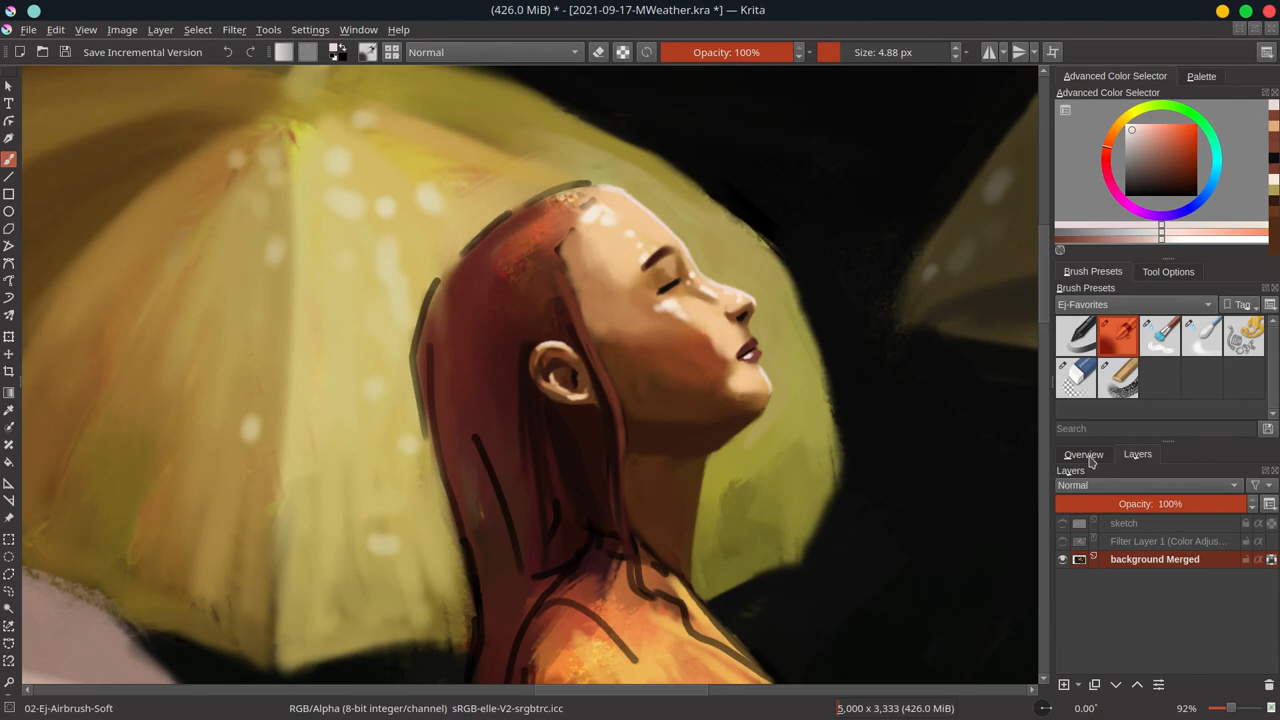 (426.0 MiB) * - [2021-09-17-MWeather.kra *] — Krita
File Edit View Image Layer Select Filter Tools Settings Window Help
Save Incremental Version Normal Opacity: 100% Size: 4.88 px
Advanced Color Selector Palette
Advanced Color Selector
Brush Presets Tool Options
Brush Presets
Ej-Favorites Tag
Search
Overview Layers
Layers
Normal
Opacity: 100%
sketch
Filter Layer 1 (Color Adjus...
background Merged
02-Ej-Airbrush-Soft RGB/Alpha (8-bit integer/channel) sRGB-elle-V2-srgbtrc.icc 5,000 x 3,333 (426.0 MiB) 0.00° 92%